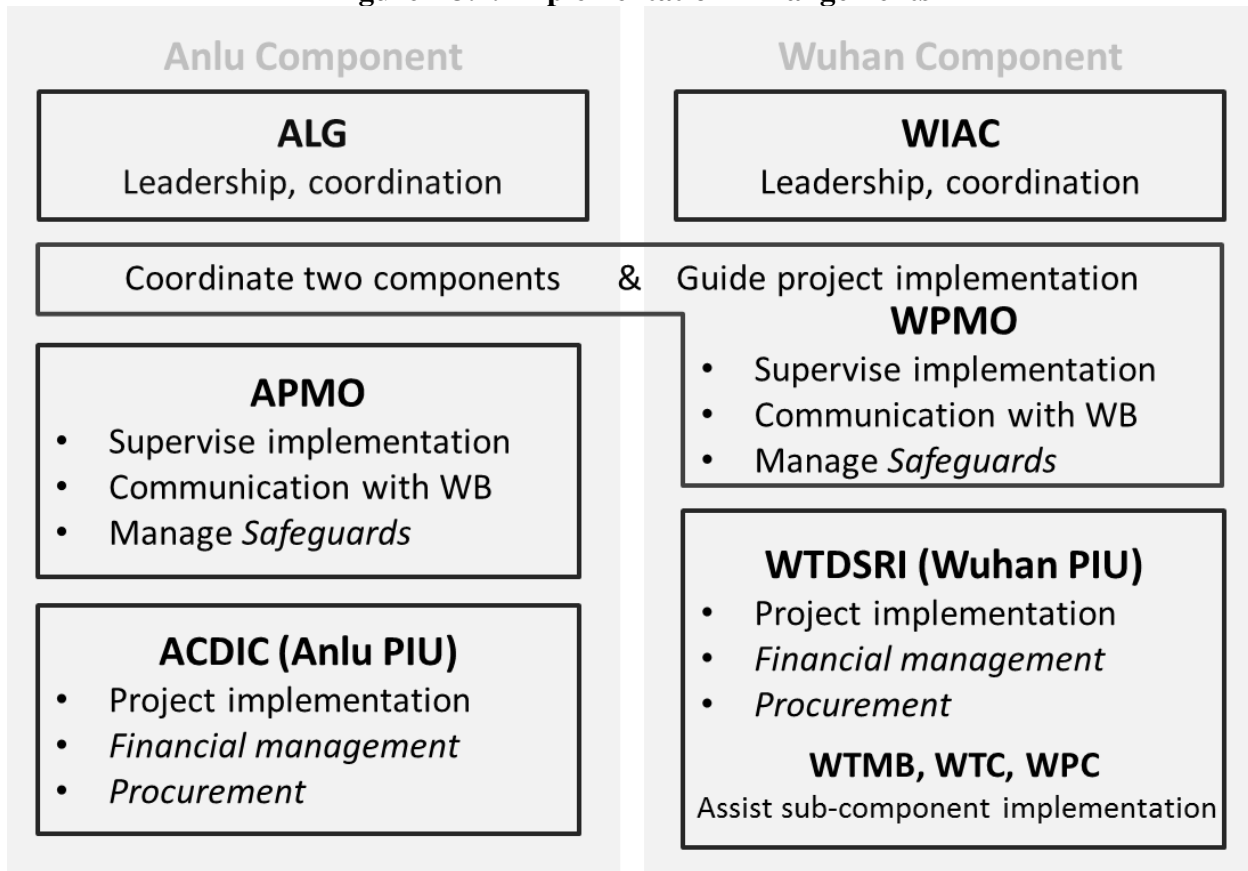 Anlu Component
ALG
Leadership, coordination
Wuhan Component
WIAC
Leadership, coordination
Coordinate two components & Guide project implementation
WPMO
• Supervise implementation
• Communication with WB
• Manage Safeguards
APMO
• Supervise implementation
• Communication with WB
• Manage Safeguards
ACDIC (Anlu PIU)
• Project implementation
• Financial management
• Procurement
WTDSRI (Wuhan PIU)
• Project implementation
• Financial management
• Procurement
WTMB, WTC, WPC
Assist sub-component implementation